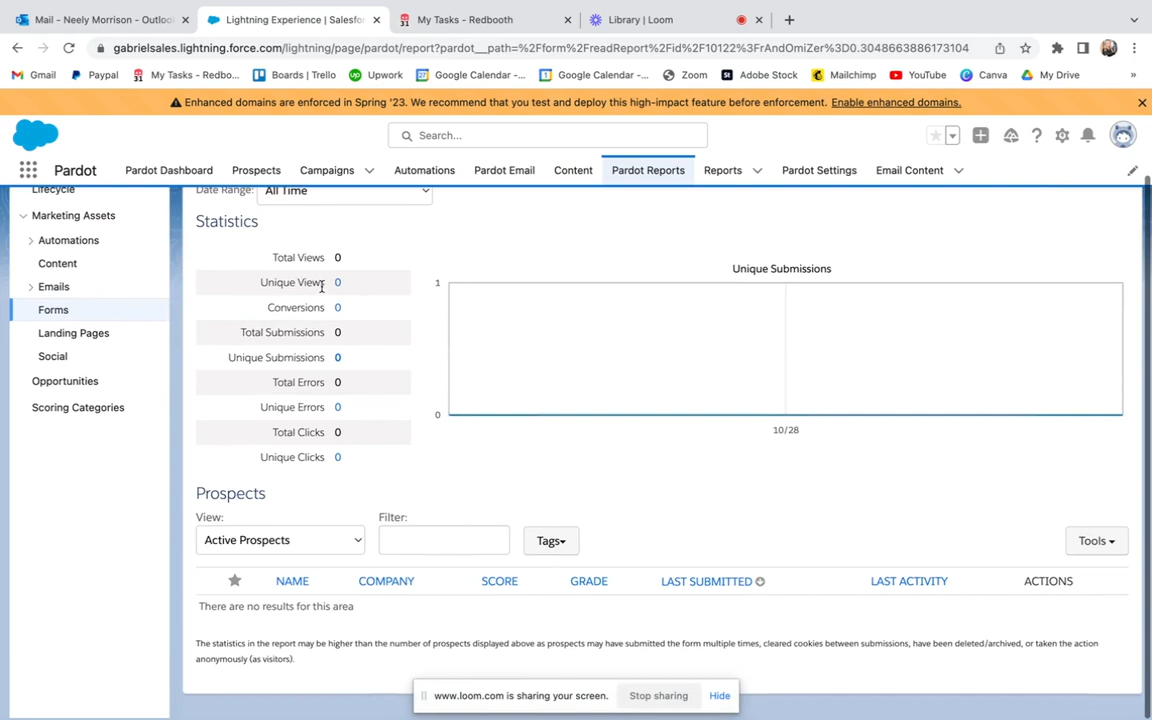 Mail – Neely Morrison – Outlook
Lightning Experience | Salesfor
My Tasks - Redbooth
Library | Loom
gabrielsales.lightning.force.com/lightning/page/pardot/report?pardot__path=%2Fform%2FreadReport%2Fid%2F10122%3FrAndOmiZer%3D0.3048663886173104
Gmail
Paypal
My Tasks - Redbo...
Boards | Trello
Upwork
Google Calendar -...
Google Calendar -...
Zoom
Adobe Stock
Mailchimp
YouTube
Canva
My Drive
»
Enhanced domains are enforced in Spring '23. We recommend that you test and deploy this high-impact feature before enforcement. Enable enhanced domains.
Search...
Pardot
Pardot Dashboard
Prospects
Campaigns
Automations
Pardot Email
Content
Pardot Reports
Reports
Pardot Settings
Email Content
Lifecycle
Marketing Assets
Automations
Content
Emails
Forms
Landing Pages
Social
Opportunities
Scoring Categories
Date Range: All Time
Statistics
Total Views 0
Unique Views 0
Conversions 0
Total Submissions 0
Unique Submissions 0
Total Errors 0
Unique Errors 0
Total Clicks 0
Unique Clicks 0
Unique Submissions
1
0
10/28
Prospects
View:
Filter:
Active Prospects
Tags
Tools
NAME
COMPANY
SCORE
GRADE
LAST SUBMITTED
LAST ACTIVITY
ACTIONS
There are no results for this area
The statistics in the report may be higher than the number of prospects displayed above as prospects may have submitted the form multiple times, cleared cookies between submissions, have been deleted/archived, or taken the action
anonymously (as visitors).
www.loom.com is sharing your screen.
Stop sharing
Hide